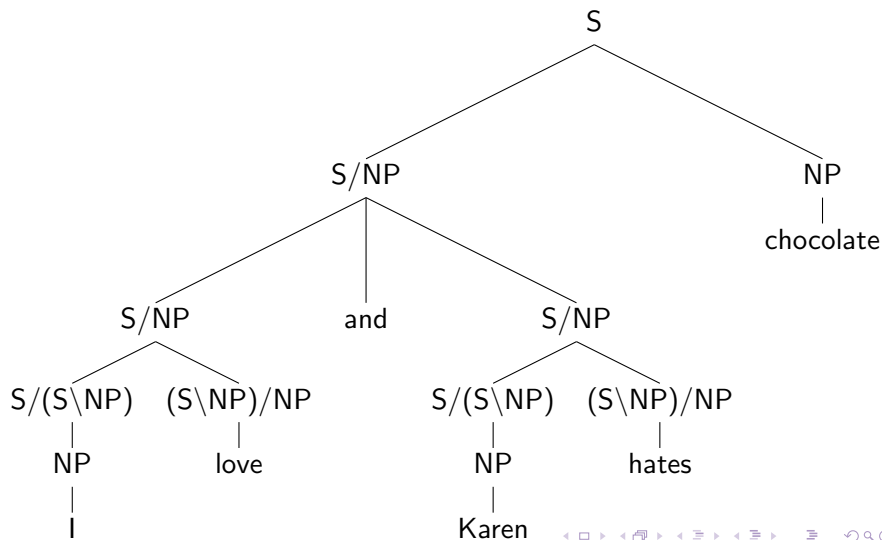 S
S/NP NP
chocolate
S/NP and S/NP
S/(S\NP) (S\NP)/NP S/(S\NP) (S\NP)/NP
NP love NP hates
I Karen